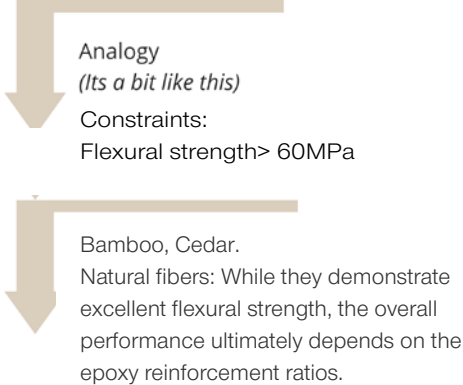 Analogy
(Its a bit like this)
Constraints:
Flexural strength> 60MPa
Bamboo, Cedar.
Natural fibers: While they demonstrate
excellent flexural strength, the overall
performance ultimately depends on the
epoxy reinforcement ratios.